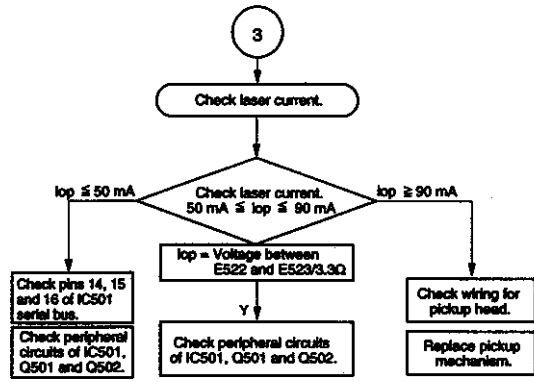 3
Check laser current.
Iop ≦ 50 mA
Check laser current.
50 mA ≦ Iop ≦ 90 mA
Iop ≧ 90 mA
Iop = Voltage between
E522 and E523/3.3Ω
Check pins 14, 15
and 16 of IC501
serial bus.
Check peripheral
circuits of IC501,
Q501 and Q502.
Y
Check peripheral circuits
of IC501, Q501 and Q502.
Check wiring for
pickup head.
Replace pickup
mechanism.